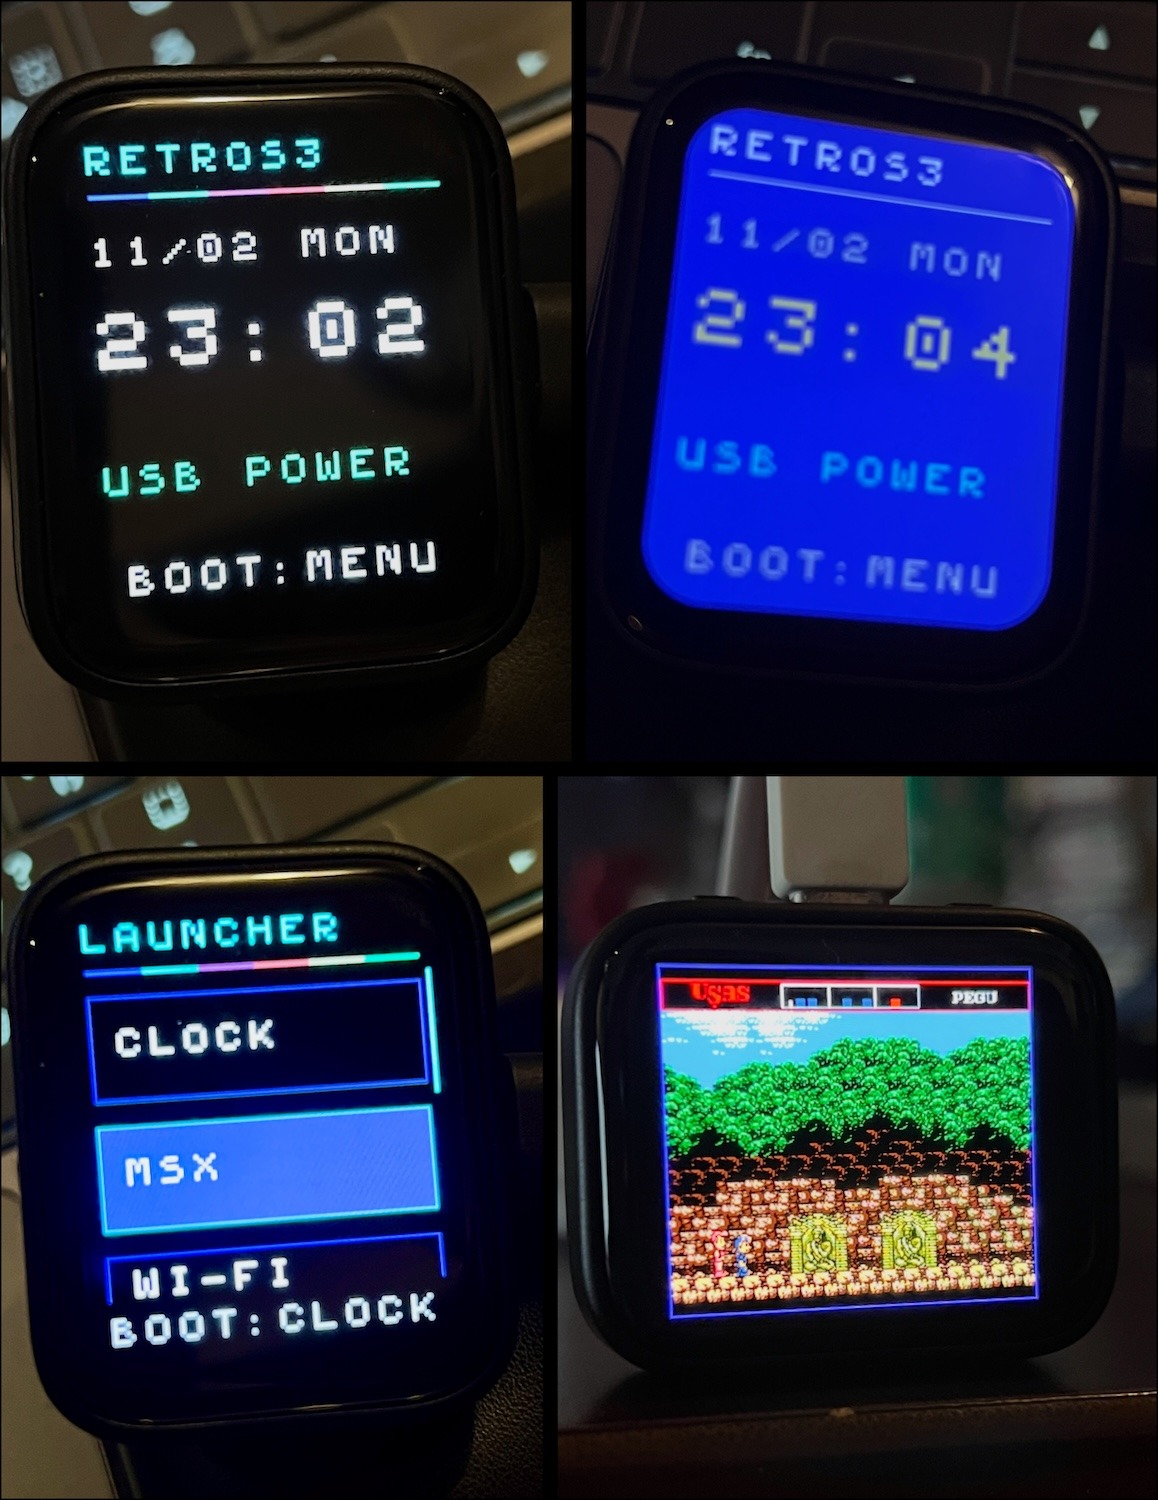 RETROS3
11/02 MON
23:02
USB POWER
BOOT:MENU
RETROS3
11/02 MON
23:04
USB POWER
BOOT:MENU
LAUNCHER
CLOCK
MSX
WI-FI
BOOT:CLOCK
Usas
PEGU